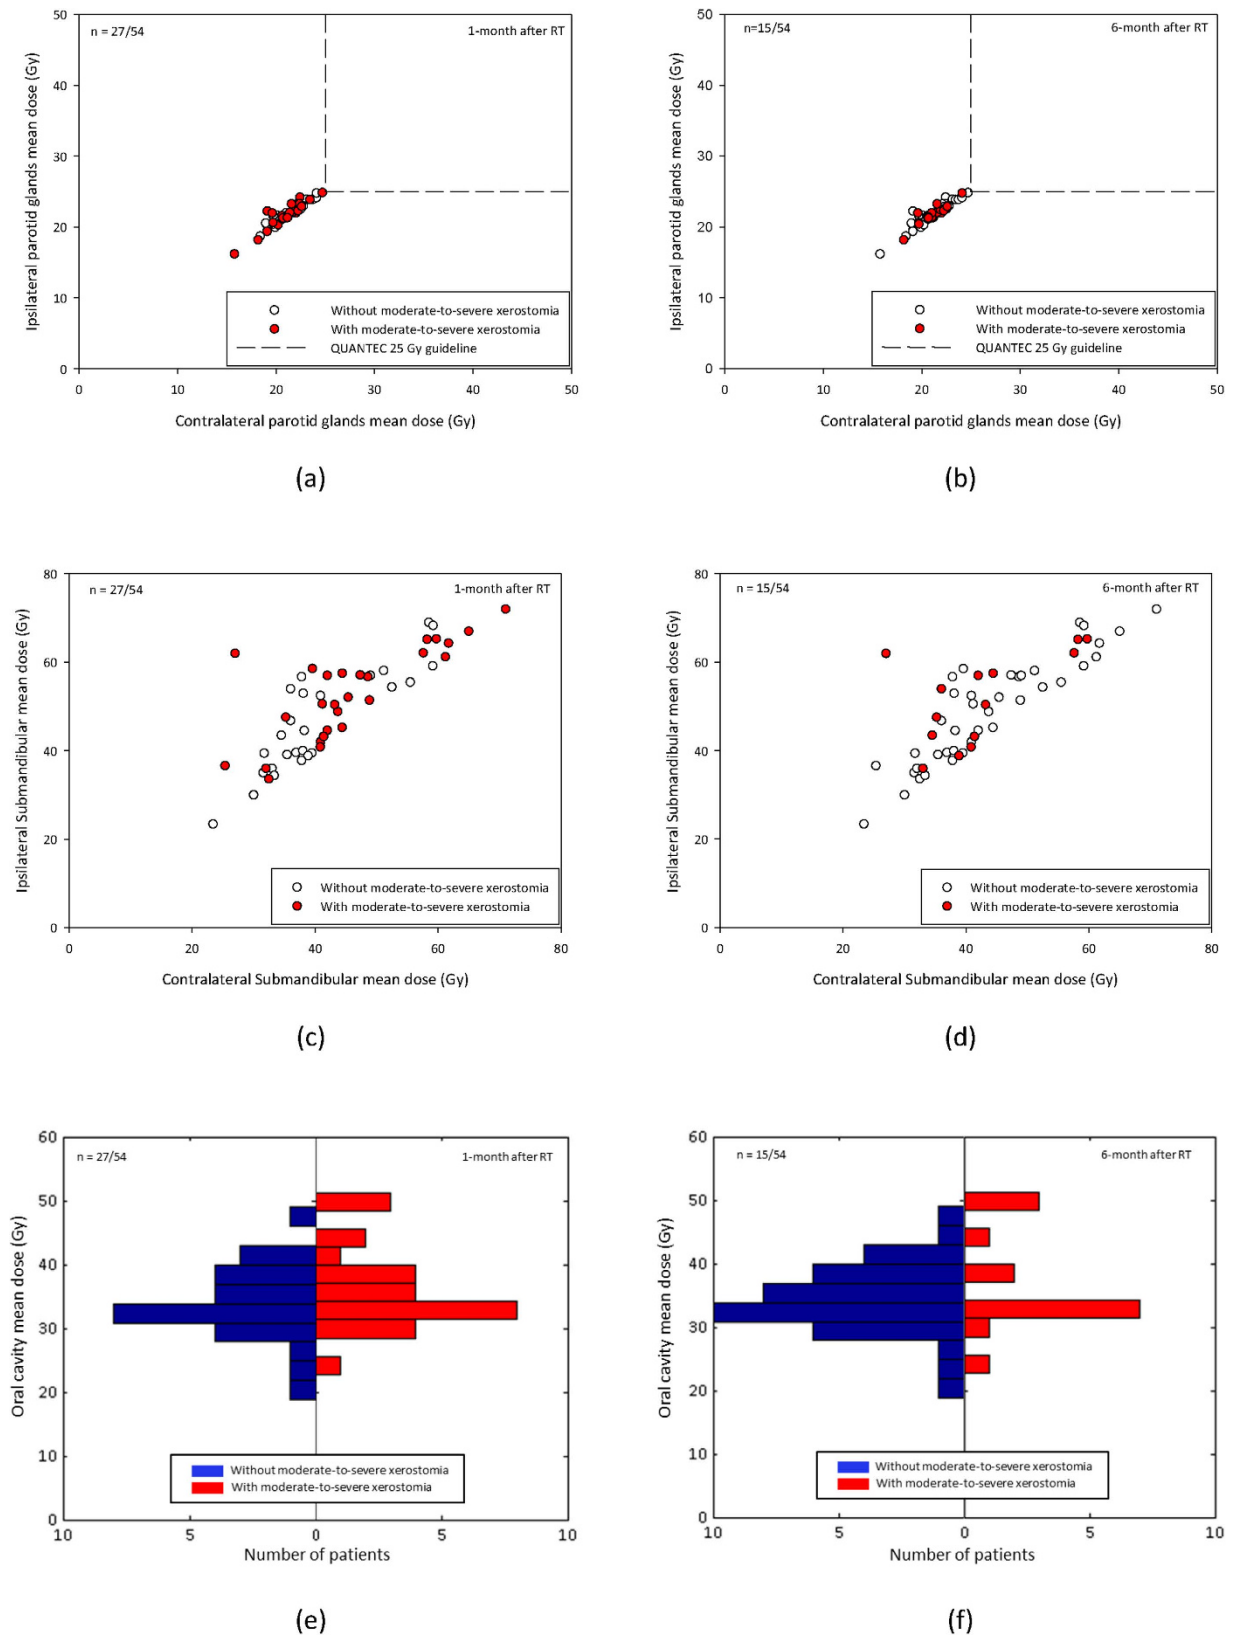 n = 27/54
1-month after RT
50
40
30
20
10
0
Ipsilateral parotid glands mean dose (Gy)
Without moderate-to-severe xerostomia
With moderate-to-severe xerostomia
QUANTEC 25 Gy guideline
0 10 20 30 40 50
Contralateral parotid glands mean dose (Gy)
(a)
n=15/54
6-month after RT
50
40
30
20
10
0
Ipsilateral parotid glands mean dose (Gy)
Without moderate-to-severe xerostomia
With moderate-to-severe xerostomia
QUANTEC 25 Gy guideline
0 10 20 30 40 50
Contralateral parotid glands mean dose (Gy)
(b)
n = 27/54
1-month after RT
80
60
40
20
0
Ipsilateral Submandibular mean dose (Gy)
Without moderate-to-severe xerostomia
With moderate-to-severe xerostomia
0 20 40 60 80
Contralateral Submandibular mean dose (Gy)
(c)
n = 15/54
6-month after RT
80
60
40
20
0
Ipsilateral Submandibular mean dose (Gy)
Without moderate-to-severe xerostomia
With moderate-to-severe xerostomia
0 20 40 60 80
Contralateral Submandibular mean dose (Gy)
(d)
n = 27/54
1-month after RT
60
50
40
30
20
10
0
Oral cavity mean dose (Gy)
Without moderate-to-severe xerostomia
With moderate-to-severe xerostomia
10 5 0 5 10
Number of patients
(e)
n = 15/54
6-month after RT
60
50
40
30
20
10
0
Oral cavity mean dose (Gy)
Without moderate-to-severe xerostomia
With moderate-to-severe xerostomia
10 5 0 5 10
Number of patients
(f)